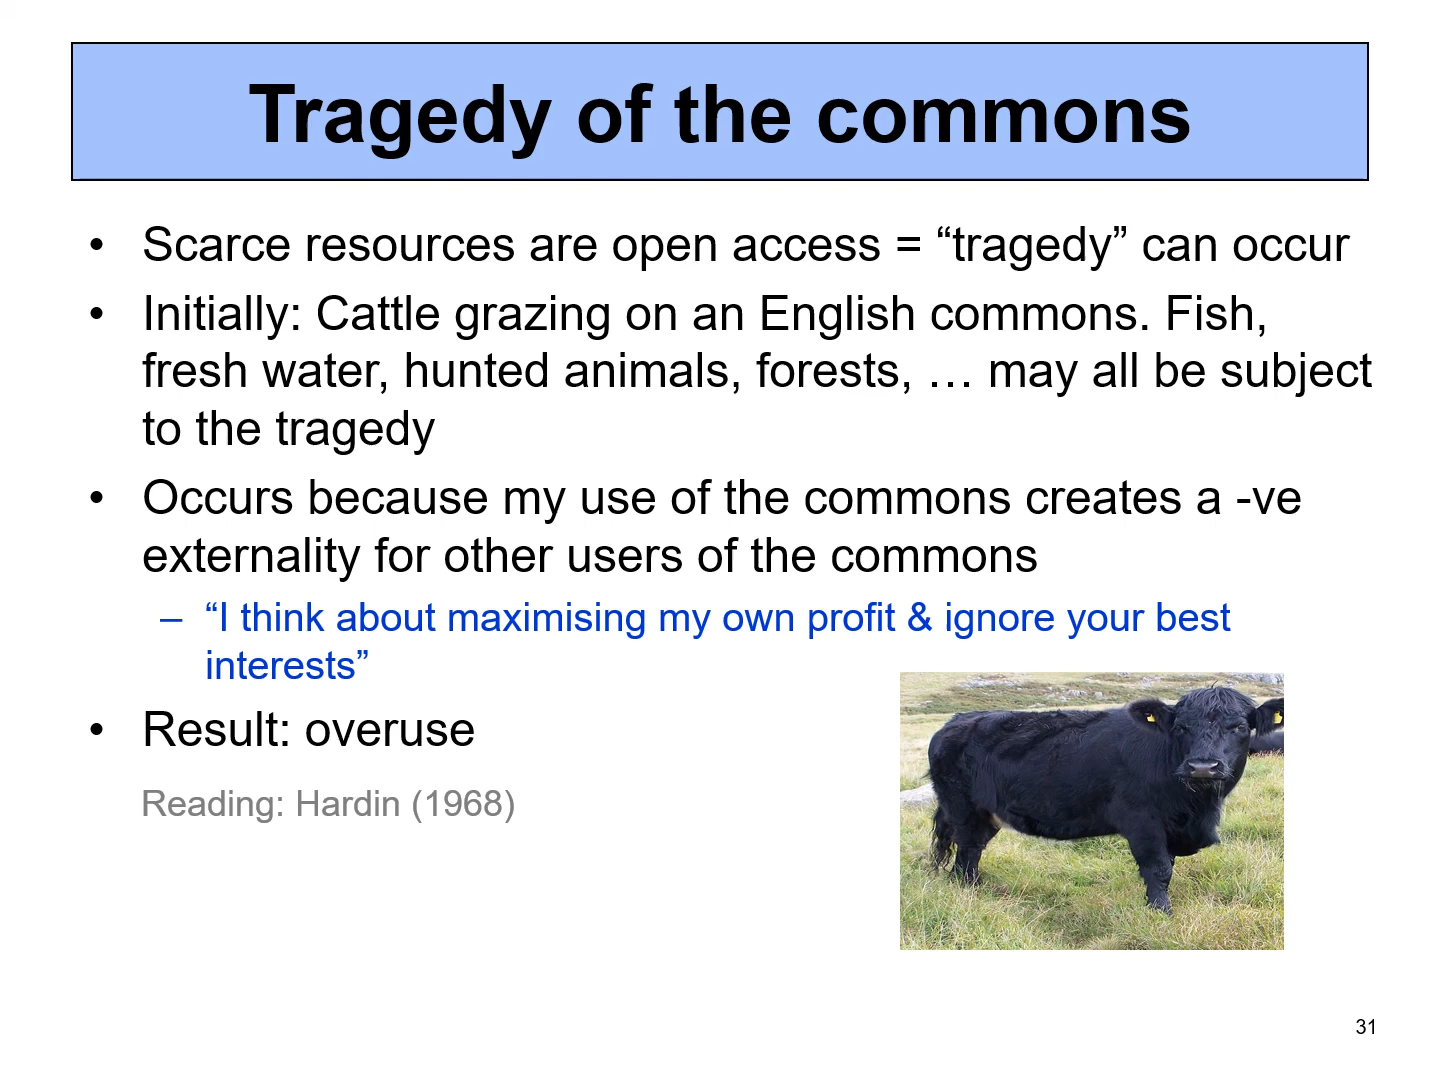 Tragedy of the commons
• Scarce resources are open access = “tragedy” can occur
• Initially: Cattle grazing on an English commons. Fish,
fresh water, hunted animals, forests, … may all be subject
to the tragedy
• Occurs because my use of the commons creates a -ve
externality for other users of the commons
– “I think about maximising my own profit & ignore your best
interests”
• Result: overuse
Reading: Hardin (1968)
31